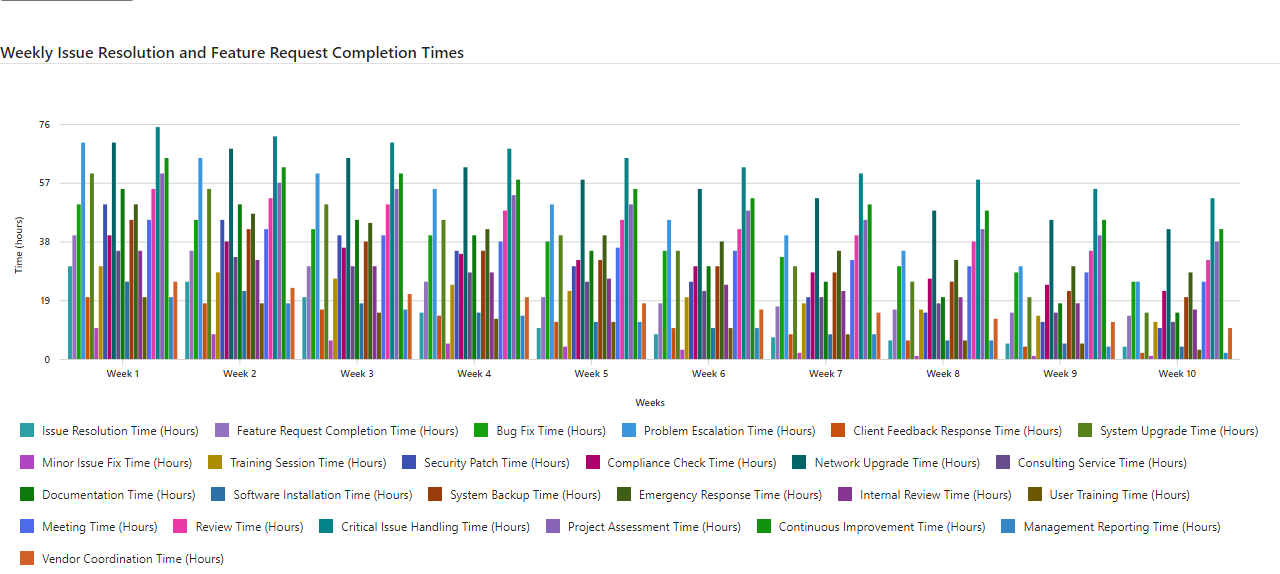 Weekly Issue Resolution and Feature Request Completion Times
76
57
38
19
0
Time (hours)
Week 1 Week 2 Week 3 Week 4 Week 5 Week 6 Week 7 Week 8 Week 9 Week 10
Weeks
Issue Resolution Time (Hours) Feature Request Completion Time (Hours) Bug Fix Time (Hours) Problem Escalation Time (Hours) Client Feedback Response Time (Hours) System Upgrade Time (Hours)
Minor Issue Fix Time (Hours) Training Session Time (Hours) Security Patch Time (Hours) Compliance Check Time (Hours) Network Upgrade Time (Hours) Consulting Service Time (Hours)
Documentation Time (Hours) Software Installation Time (Hours) System Backup Time (Hours) Emergency Response Time (Hours) Internal Review Time (Hours) User Training Time (Hours)
Meeting Time (Hours) Review Time (Hours) Critical Issue Handling Time (Hours) Project Assessment Time (Hours) Continuous Improvement Time (Hours) Management Reporting Time (Hours)
Vendor Coordination Time (Hours)